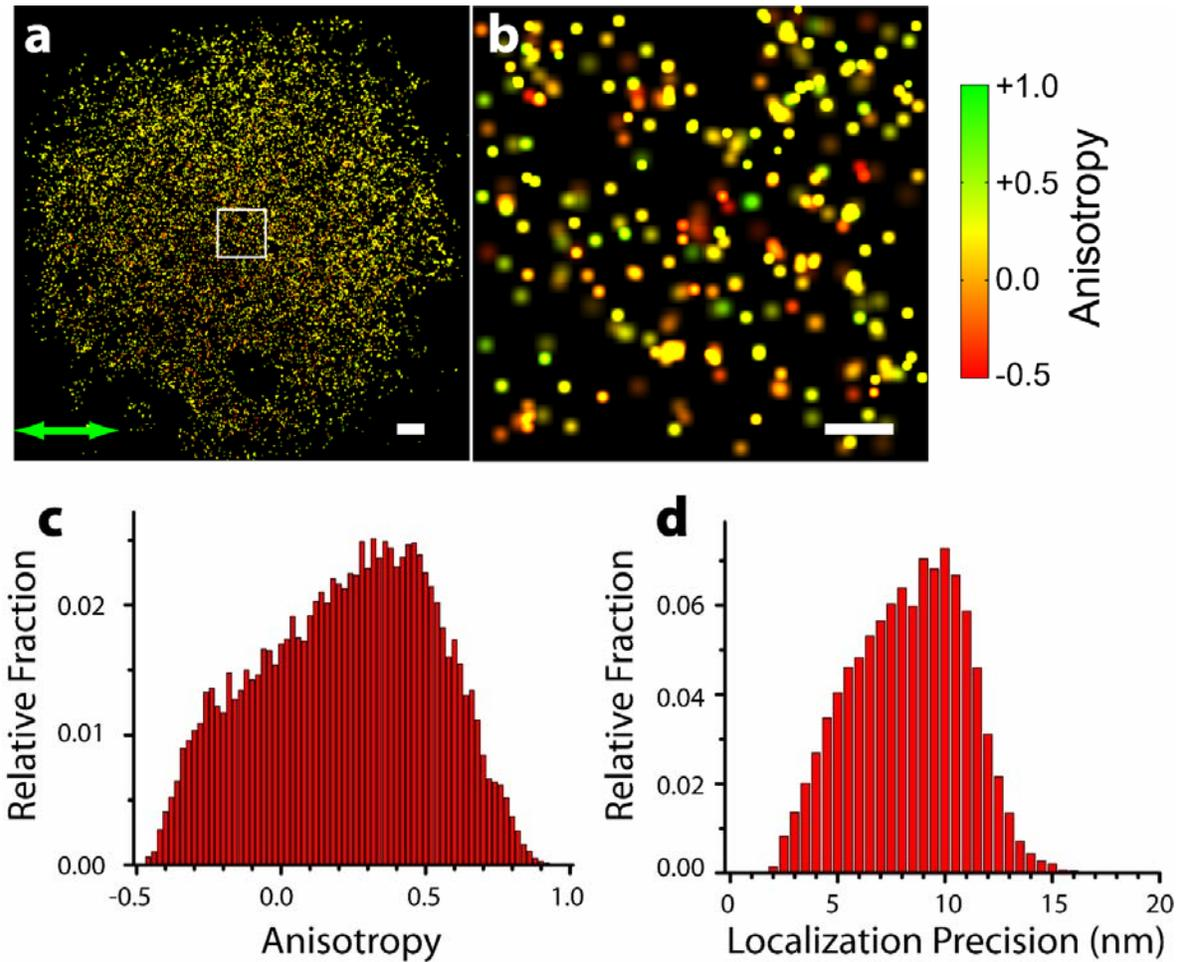 a
b
+1.0
+0.5
0.0
-0.5
Anisotropy
c
Relative Fraction
0.02
0.01
0.00
-0.5
0.0
0.5
1.0
Anisotropy
d
Relative Fraction
0.06
0.04
0.02
0.00
0
5
10
15
20
Localization Precision (nm)